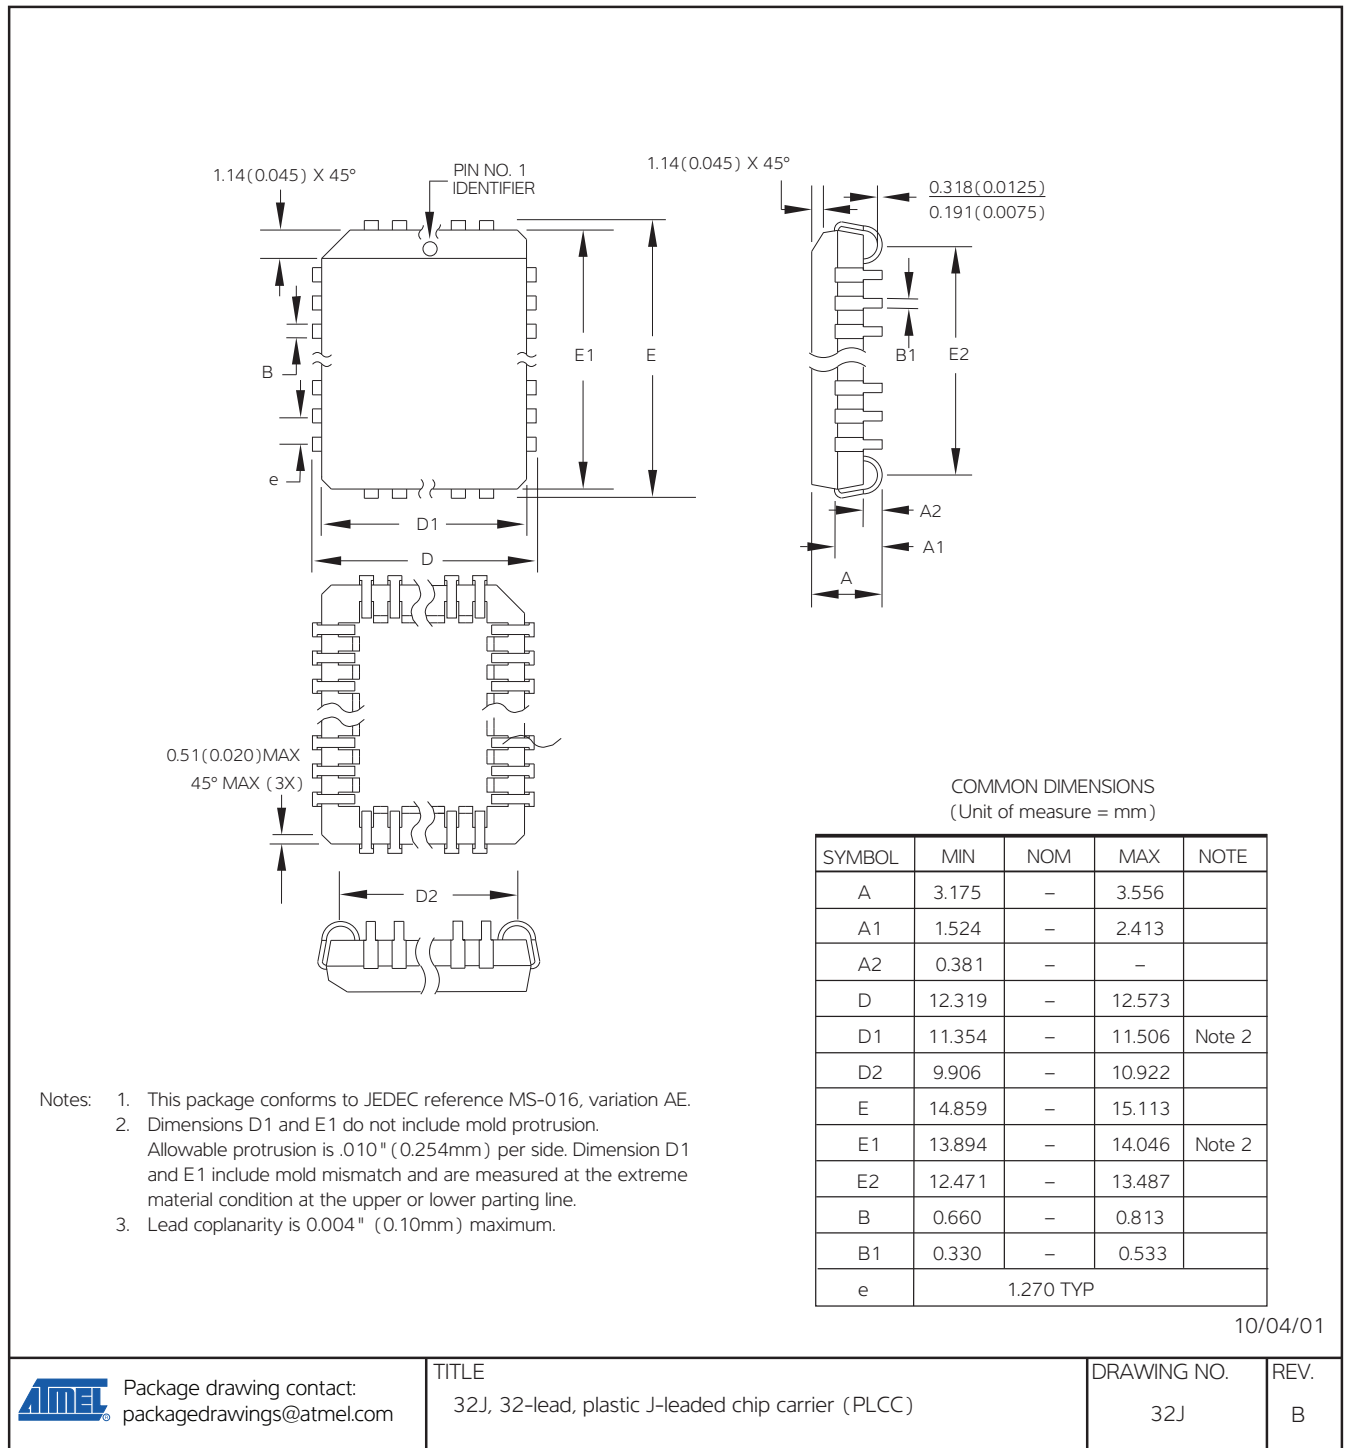 1.14(0.045) X 45°
PIN NO. 1
IDENTIFIER
1.14(0.045) X 45°
0.318(0.0125)
0.191(0.0075)
B
e
E1
E
B1
E2
D1
D
A2
A1
A
0.51(0.020)MAX
45° MAX (3X)
D2
COMMON DIMENSIONS
(Unit of measure = mm)
SYMBOL MIN NOM MAX NOTE
A 3.175 – 3.556
A1 1.524 – 2.413
A2 0.381 – –
D 12.319 – 12.573
D1 11.354 – 11.506 Note 2
D2 9.906 – 10.922
E 14.859 – 15.113
E1 13.894 – 14.046 Note 2
E2 12.471 – 13.487
B 0.660 – 0.813
B1 0.330 – 0.533
e 1.270 TYP
Notes: 1. This package conforms to JEDEC reference MS-016, variation AE.
2. Dimensions D1 and E1 do not include mold protrusion.
Allowable protrusion is .010"(0.254mm) per side. Dimension D1
and E1 include mold mismatch and are measured at the extreme
material condition at the upper or lower parting line.
3. Lead coplanarity is 0.004" (0.10mm) maximum.
10/04/01
ATMEL®
Package drawing contact:
packagedrawings@atmel.com
TITLE
32J, 32-lead, plastic J-leaded chip carrier (PLCC)
DRAWING NO.
32J
REV.
B